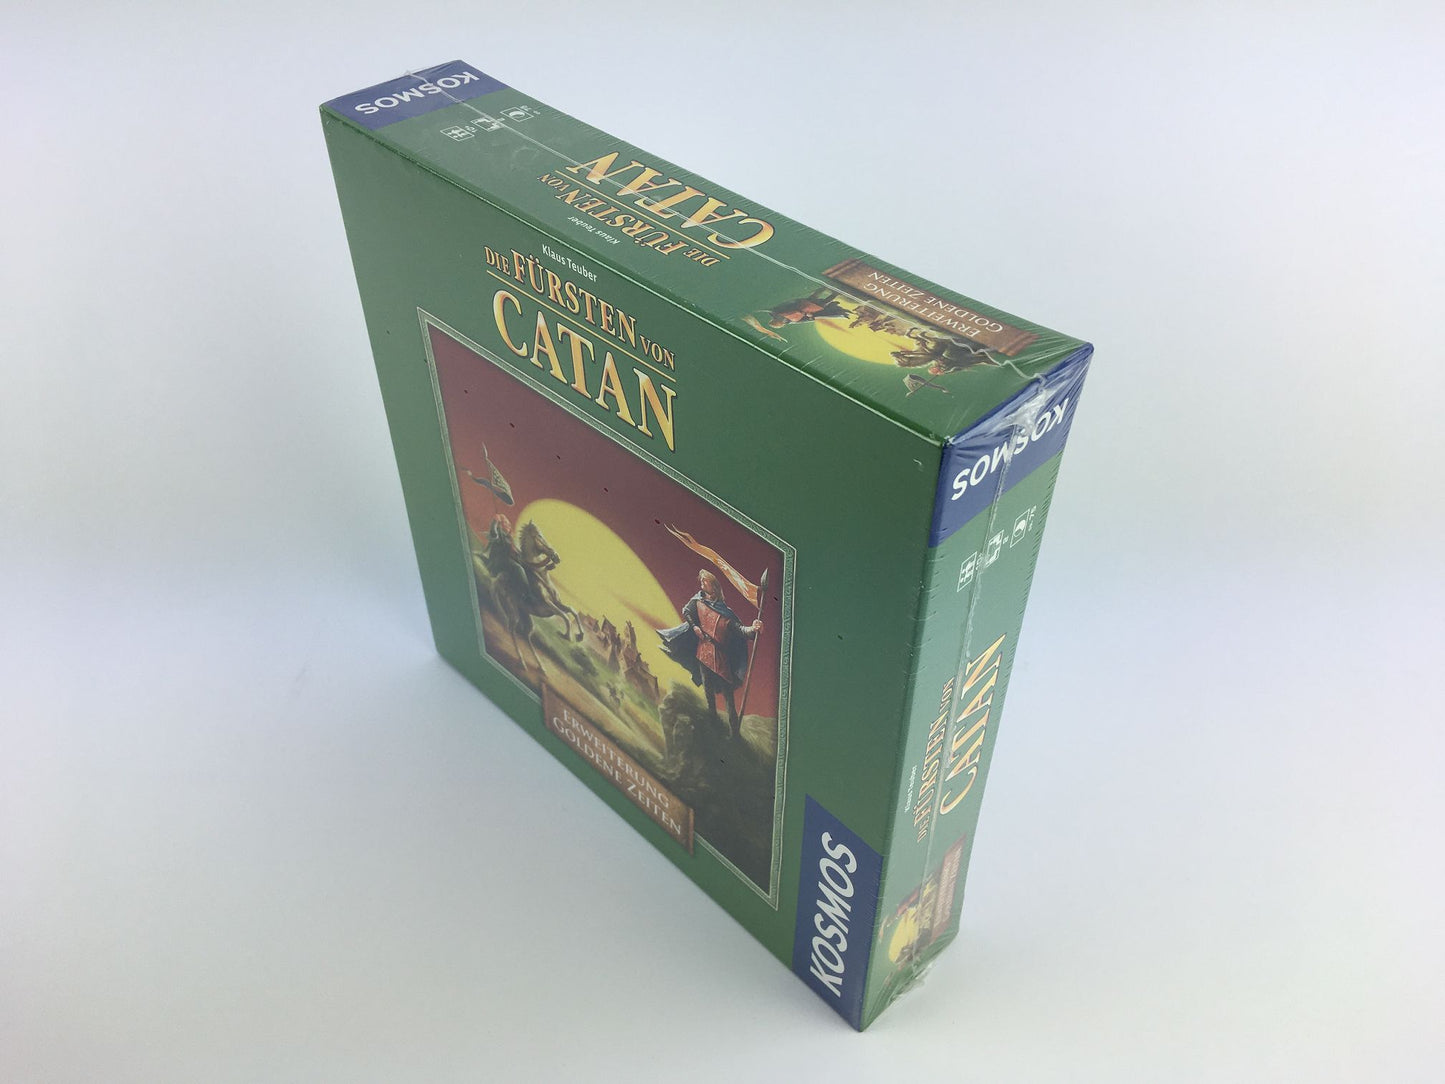 KOSMOS
DIE FÜRSTEN VON
CATAN
Klaus Teuber
ERWEITERUNG
GOLDENE ZEITEN
Klaus Teuber
DIE FÜRSTEN VON
CATAN
ERWEITERUNG
GOLDENE ZEITEN
KOSMOS
KOSMOS
Klaus Teuber
DIE FÜRSTEN VON
CATAN